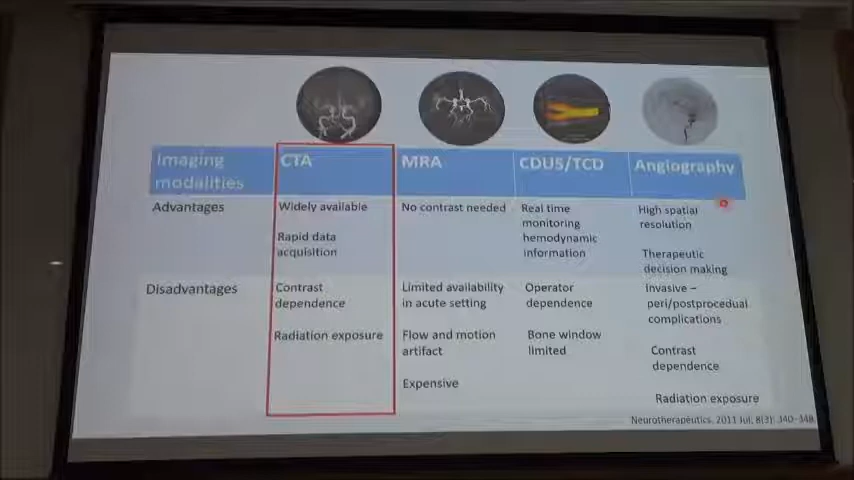 Imaging modalities
CTA
MRA
CDUS/TCD
Angiography
Advantages
Widely available
Rapid data
acquisition
No contrast needed
Real time
monitoring
hemodynamic
information
High spatial
resolution
Therapeutic
decision making
Disadvantages
Contrast
dependence
Radiation exposure
Limited availability
in acute setting
Flow and motion
artifact
Expensive
Operator
dependence
Bone window
limited
Invasive –
peri/postprocedual
complications
Contrast
dependence
Radiation exposure
Neurotherapeutics. 2011 Jul; 8(3): 340–348.